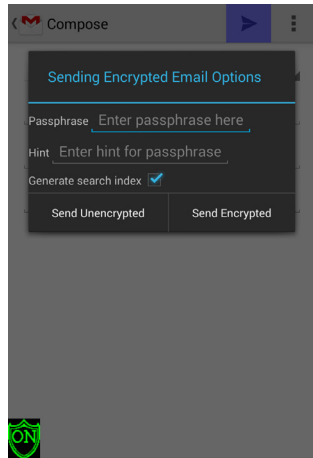 Compose
Sending Encrypted Email Options
Passphrase Enter passphrase here
Hint Enter hint for passphrase
Generate search index
Send Unencrypted Send Encrypted
ON